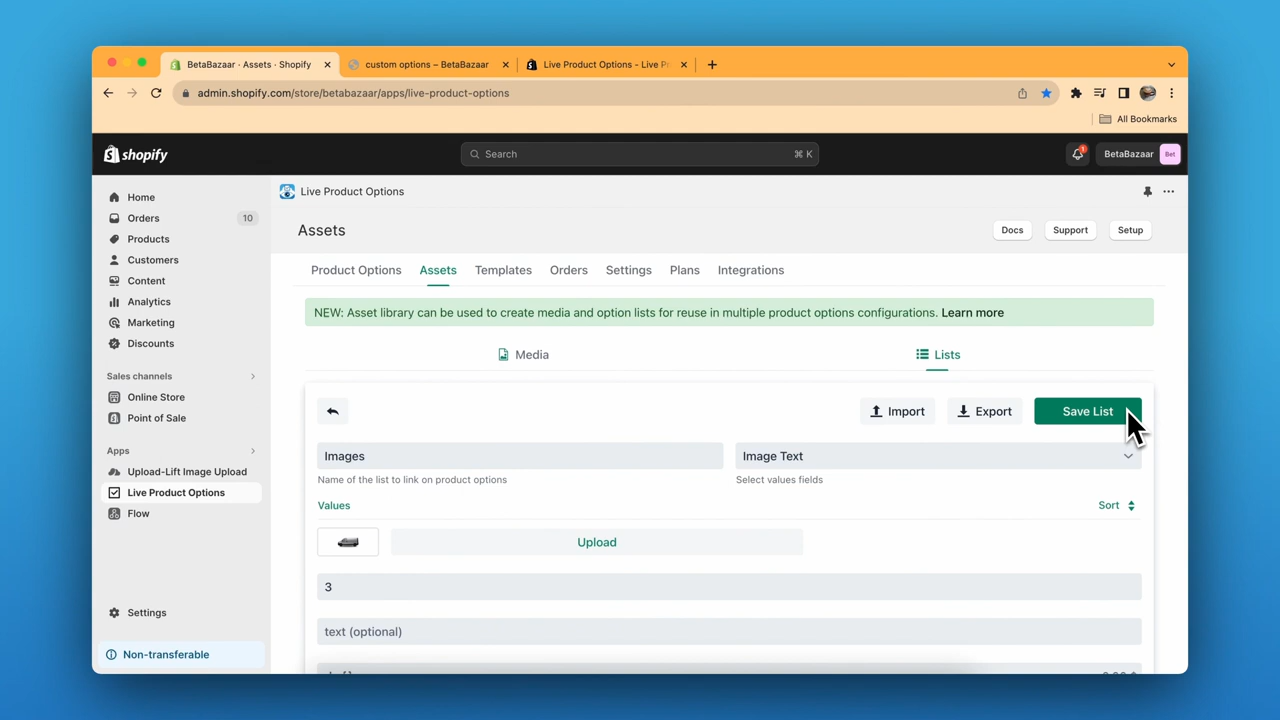 BetaBazaar · Assets · Shopify
custom options – BetaBazaar
Live Product Options - Live Pr
admin.shopify.com/store/betabazaar/apps/live-product-options
All Bookmarks
shopify
Search
⌘ K
1
BetaBazaar
Bet
Home
Orders
10
Products
Customers
Content
Analytics
Marketing
Discounts
Sales channels
Online Store
Point of Sale
Apps
Upload-Lift Image Upload
Live Product Options
Flow
Settings
Non-transferable
Live Product Options
Assets
Docs
Support
Setup
Product Options
Assets
Templates
Orders
Settings
Plans
Integrations
NEW: Asset library can be used to create media and option lists for reuse in multiple product options configurations. Learn more
Media
Lists
Import
Export
Save List
Images
Image Text
Name of the list to link on product options
Select values fields
Values
Sort
Upload
3
text (optional)